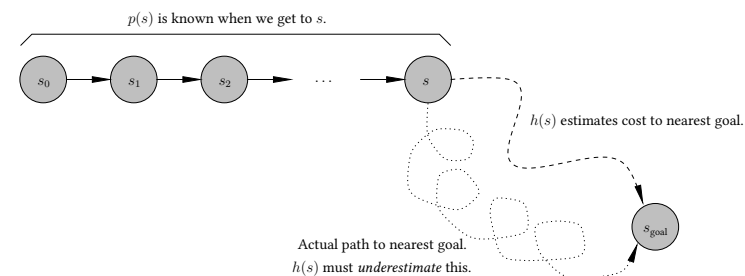 p(s) is known when we get to s.
s₀ s₁ s₂ ... s
h(s) estimates cost to nearest goal.
s_goal
Actual path to nearest goal.
h(s) must underestimate this.